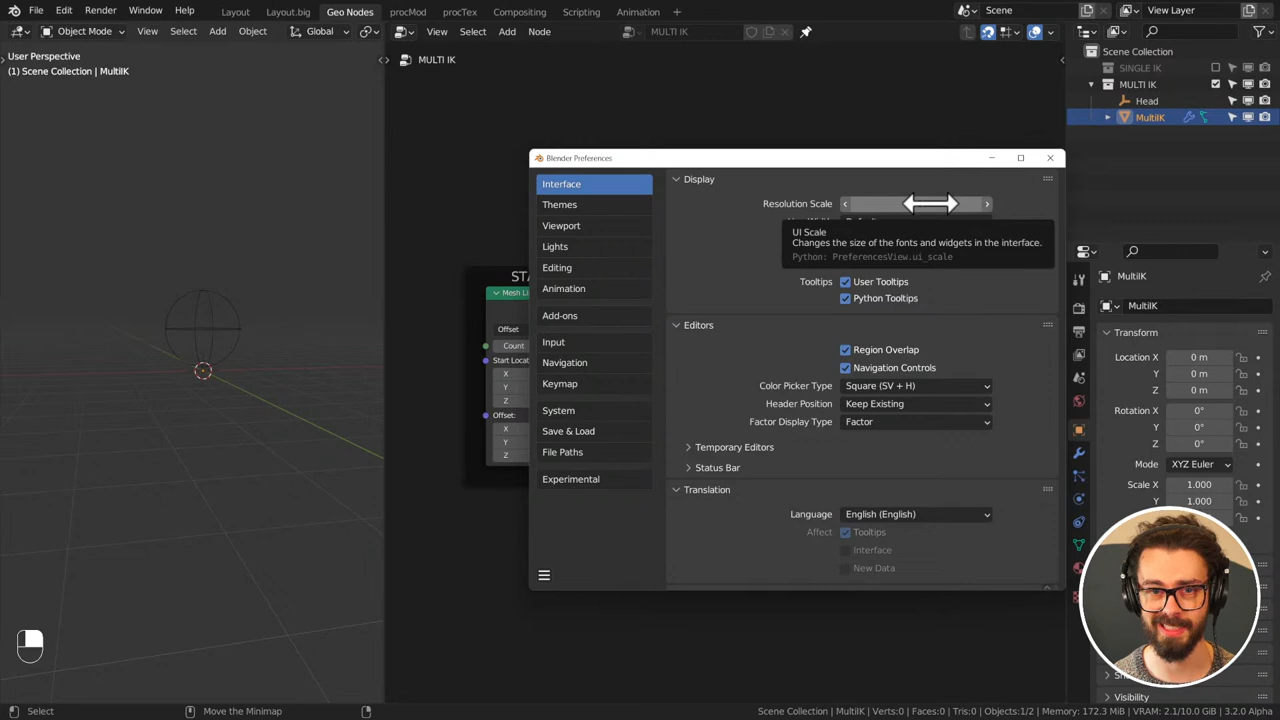 File Edit Render Window Help Layout Layout.big Geo Nodes procMod procTex Compositing Scripting Animation + Scene View Layer
Object Mode View Select Add Object Global View Select Add Node MULTI IK
User Perspective
(1) Scene Collection | MultiIK
MULTI IK
Scene Collection
SINGLE IK
MULTI IK
Head
MultiIK
Blender Preferences
Interface
Themes
Viewport
Lights
Editing
Animation
Add-ons
Input
Navigation
Keymap
System
Save & Load
File Paths
Experimental
Display
Resolution Scale
UI Scale
Changes the size of the fonts and widgets in the interface.
Python: PreferencesView.ui_scale
Tooltips User Tooltips
Python Tooltips
Editors
Region Overlap
Navigation Controls
Color Picker Type Square (SV + H)
Header Position Keep Existing
Factor Display Type Factor
Temporary Editors
Status Bar
Translation
Language English (English)
Affect Tooltips
Interface
New Data
Mesh Li
Offset
Count
Start Locat
X
Y
Z
Offset:
X
Y
Z
MultiIK
MultiIK
Transform
Location X 0 m
Y 0 m
Z 0 m
Rotation X 0°
Y 0°
Z 0°
Mode XYZ Euler
Scale X 1.000
Y 1.000
Visibility
Select Move the Minimap Scene Collection | MultiIK | Verts:0 | Faces:0 | Tris:0 | Objects:1/2 | Memory: 172.3 MiB | VRAM: 2.1/10.0 GiB | 3.2.0 Alpha